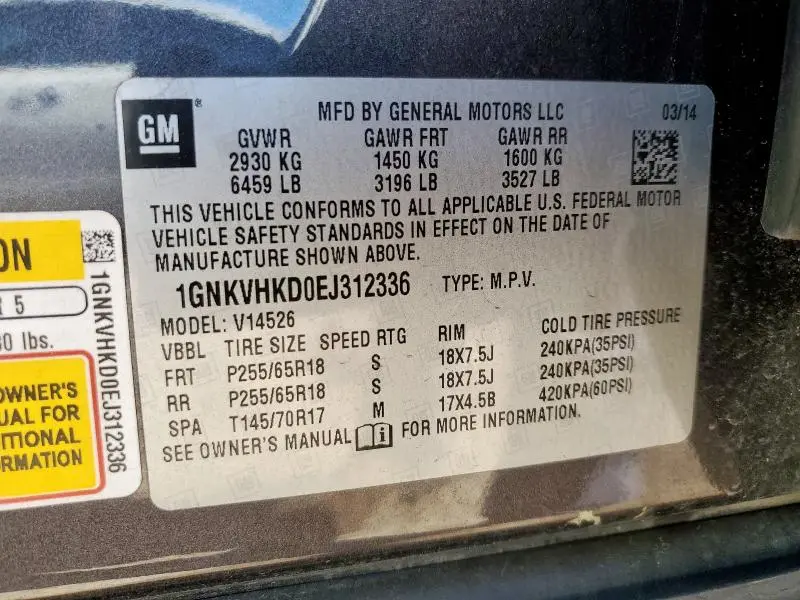 GM®
MFD BY GENERAL MOTORS LLC 03/14
GVWR GAWR FRT GAWR RR
2930 KG 1450 KG 1600 KG
6459 LB 3196 LB 3527 LB
THIS VEHICLE CONFORMS TO ALL APPLICABLE U.S. FEDERAL MOTOR
VEHICLE SAFETY STANDARDS IN EFFECT ON THE DATE OF
MANUFACTURE SHOWN ABOVE.
1GNKVHKD0EJ312336 TYPE: M.P.V.
MODEL: V14526
VBBL TIRE SIZE SPEED RTG RIM COLD TIRE PRESSURE
FRT P255/65R18 S 18X7.5J 240KPA(35PSI)
RR P255/65R18 S 18X7.5J 240KPA(35PSI)
SPA T145/70R17 M 17X4.5B 420KPA(60PSI)
SEE OWNER'S MANUAL i FOR MORE INFORMATION.
ON
R 5
lbs.
OWNER'S
UAL FOR
ITIONAL
RMATION
1GNKVHKD0EJ312336